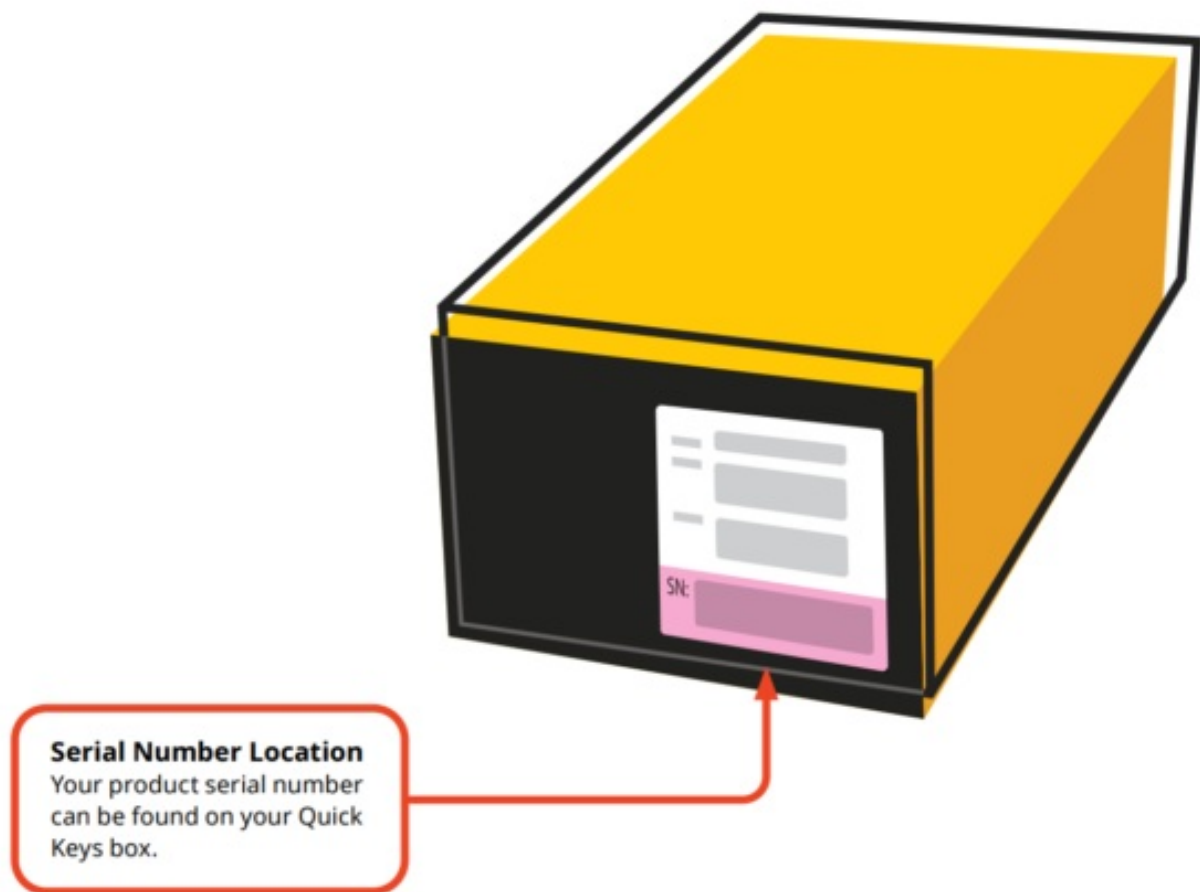 SN:
Serial Number Location
Your product serial number
can be found on your Quick
Keys box.